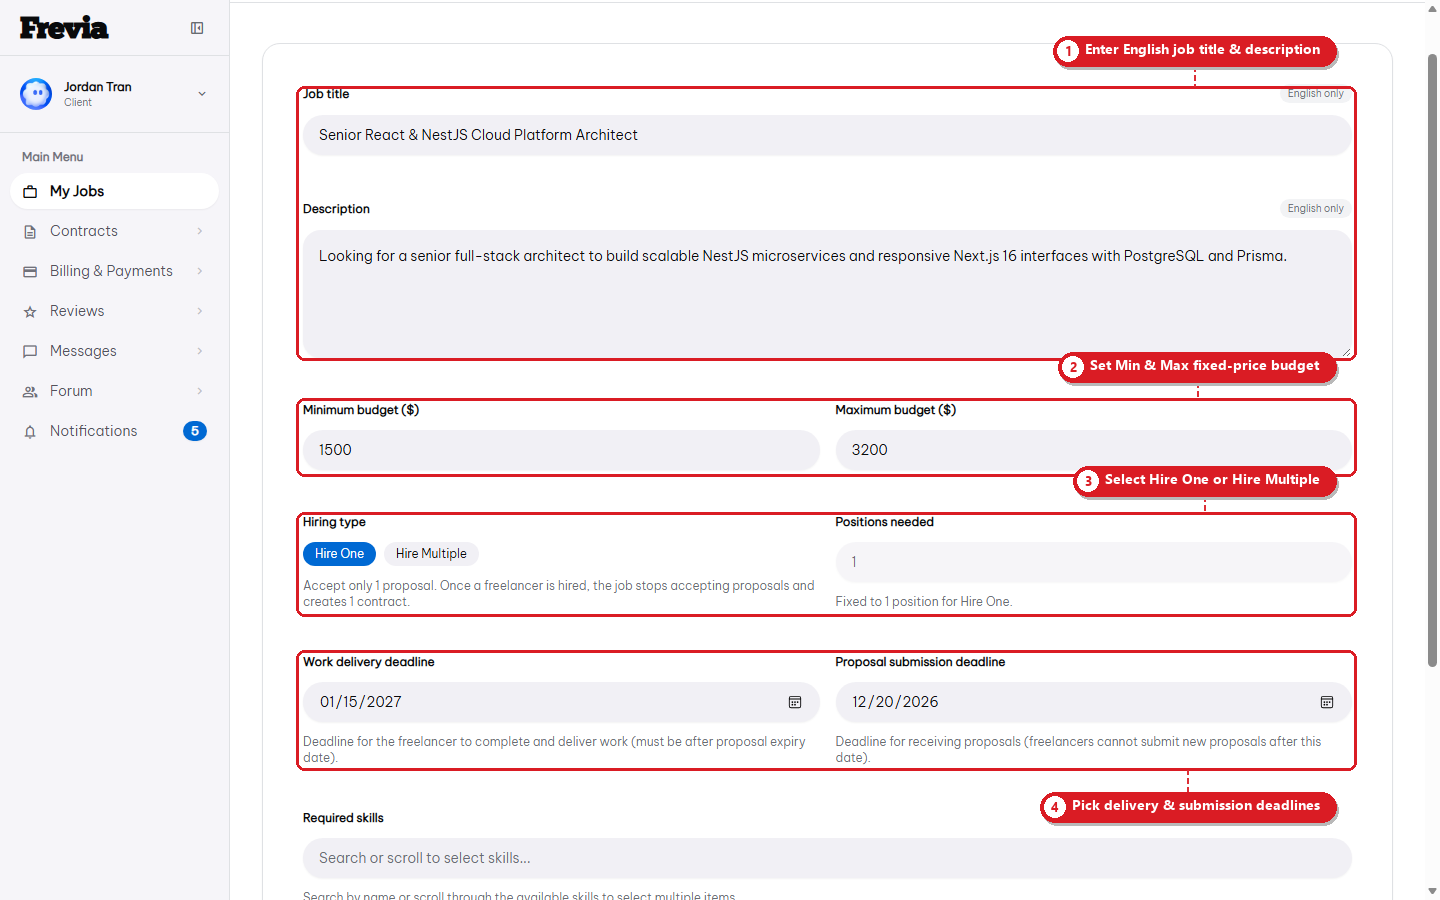 Frevia
Jordan Tran
Client
Main Menu
My Jobs
Contracts
Billing & Payments
Reviews
Messages
Forum
Notifications 5
1 Enter English job title & description
Job title English only
Senior React & NestJS Cloud Platform Architect
Description English only
Looking for a senior full-stack architect to build scalable NestJS microservices and responsive Next.js 16 interfaces with PostgreSQL and Prisma.
2 Set Min & Max fixed-price budget
Minimum budget ($) Maximum budget ($)
1500 3200
3 Select Hire One or Hire Multiple
Hiring type Positions needed
Hire One Hire Multiple 1
Accept only 1 proposal. Once a freelancer is hired, the job stops accepting proposals and
creates 1 contract. Fixed to 1 position for Hire One.
Work delivery deadline Proposal submission deadline
01/15/2027 12/20/2026
Deadline for the freelancer to complete and deliver work (must be after proposal expiry
date).
Deadline for receiving proposals (freelancers cannot submit new proposals after this
date).
4 Pick delivery & submission deadlines
Required skills
Search or scroll to select skills...
Search by name or scroll through the available skills to select multiple items.